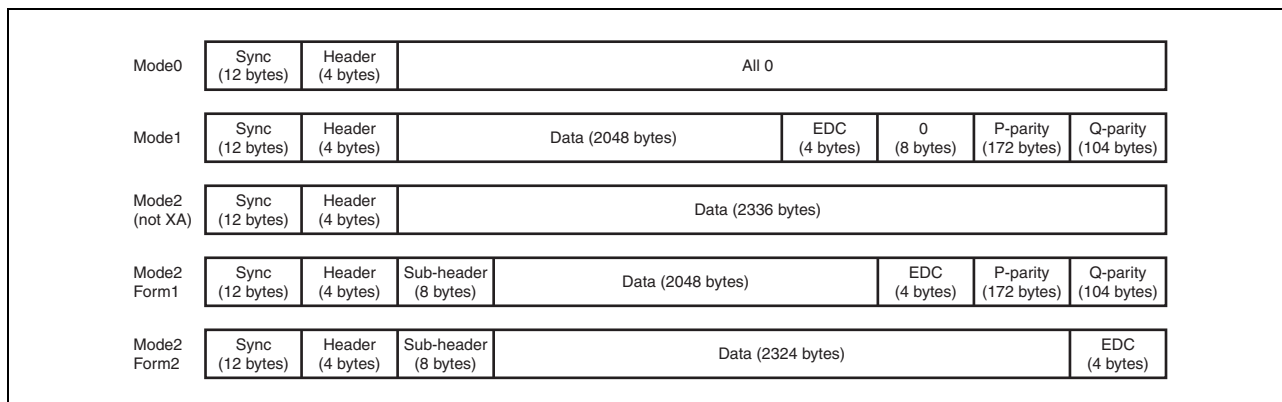 Mode0 Sync (12 bytes) Header (4 bytes) All 0
Mode1 Sync (12 bytes) Header (4 bytes) Data (2048 bytes) EDC (4 bytes) 0 (8 bytes) P-parity (172 bytes) Q-parity (104 bytes)
Mode2 (not XA) Sync (12 bytes) Header (4 bytes) Data (2336 bytes)
Mode2 Form1 Sync (12 bytes) Header (4 bytes) Sub-header (8 bytes) Data (2048 bytes) EDC (4 bytes) P-parity (172 bytes) Q-parity (104 bytes)
Mode2 Form2 Sync (12 bytes) Header (4 bytes) Sub-header (8 bytes) Data (2324 bytes) EDC (4 bytes)